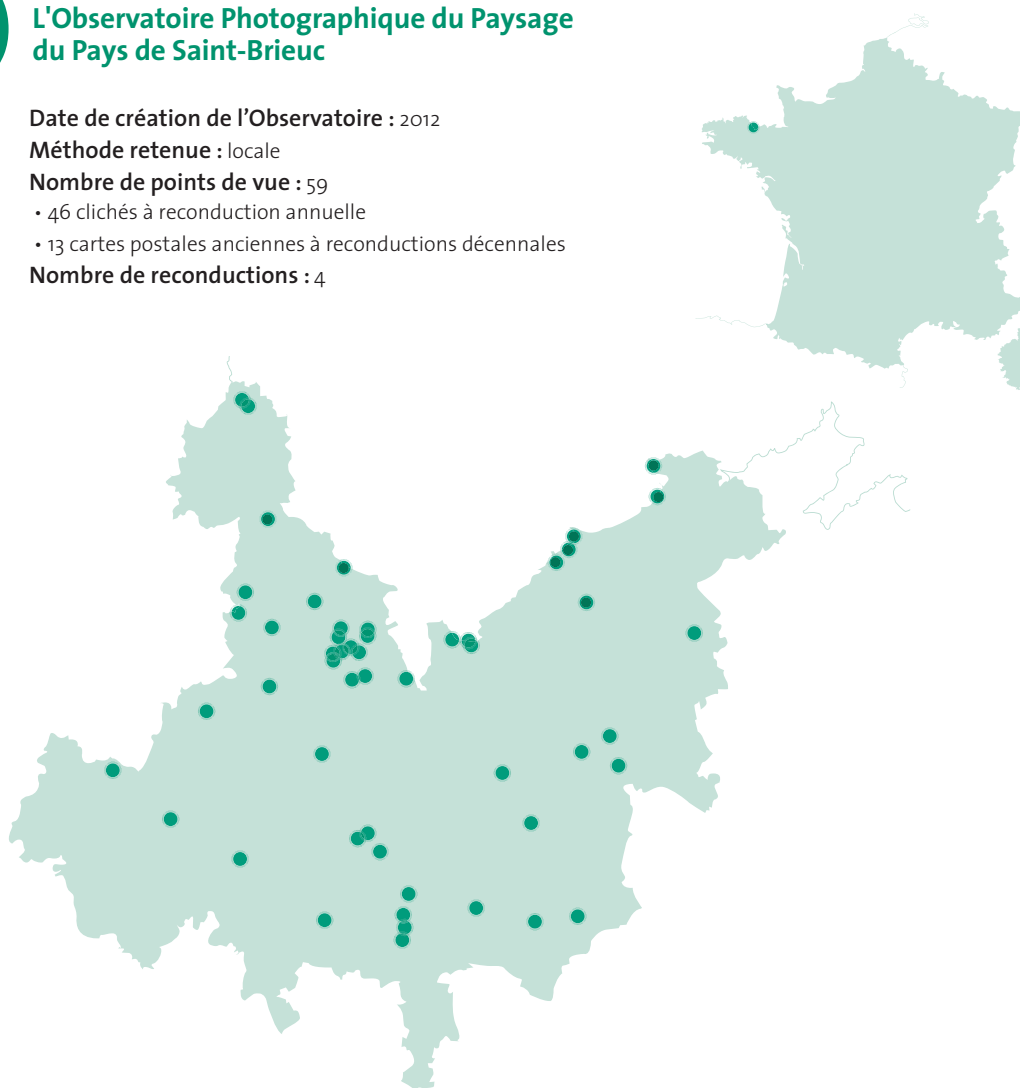 L'Observatoire Photographique du Paysage
du Pays de Saint-Brieuc
Date de création de l’Observatoire : 2012
Méthode retenue : locale
Nombre de points de vue : 59
• 46 clichés à reconduction annuelle
• 13 cartes postales anciennes à reconductions décennales
Nombre de reconductions : 4